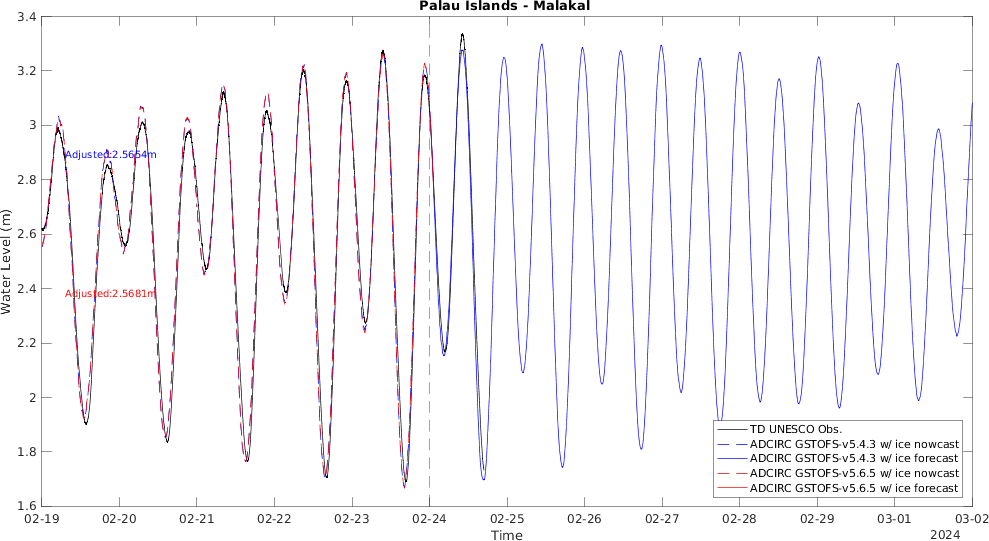 Palau Islands - Malakal
3.4
3.2
3
2.8
2.6
2.4
2.2
2
1.8
1.6
Water Level (m)
Adjusted:2.5654m
Adjusted:2.5681m
TD UNESCO Obs.
ADCIRC GSTOFS-v5.4.3 w/ ice nowcast
ADCIRC GSTOFS-v5.4.3 w/ ice forecast
ADCIRC GSTOFS-v5.6.5 w/ ice nowcast
ADCIRC GSTOFS-v5.6.5 w/ ice forecast
02-19 02-20 02-21 02-22 02-23 02-24 02-25 02-26 02-27 02-28 02-29 03-01 03-02
Time
2024